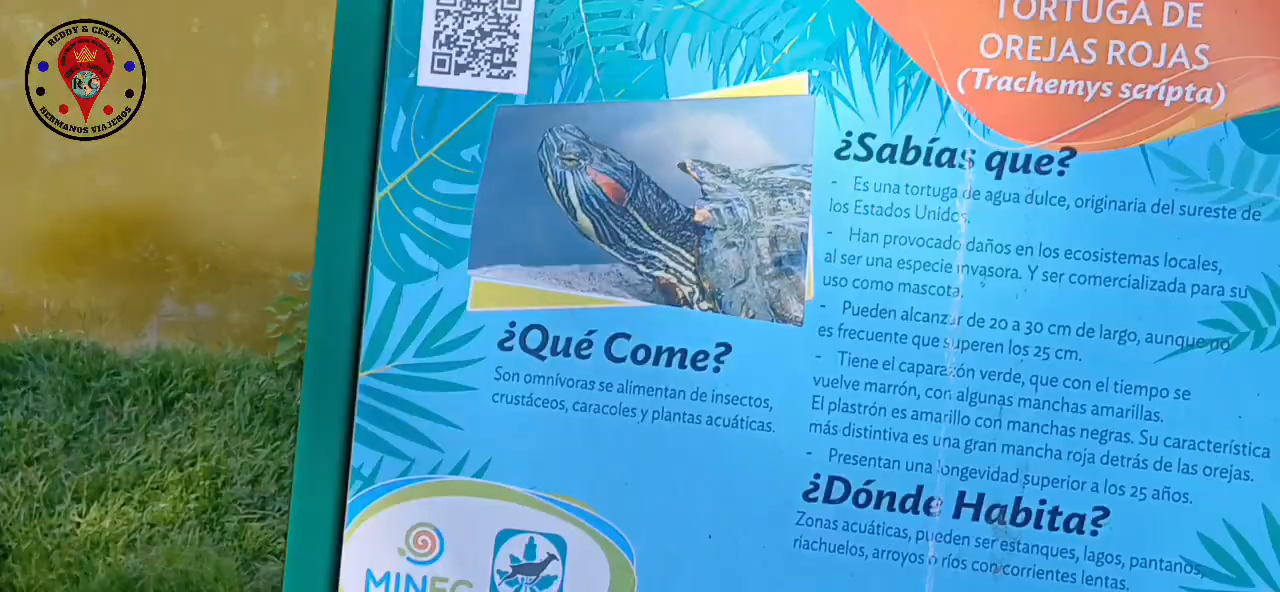 REDDY & CESAR
R.C
HERMANOS VIAJEROS
TORTUGA DE
OREJAS ROJAS
(Trachemys scripta)
¿Sabías que?
- Es una tortuga de agua dulce, originaria del sureste de
los Estados Unidos.
- Han provocado daños en los ecosistemas locales,
al ser una especie invasora. Y ser comercializada para su
uso como mascota.
- Pueden alcanzar de 20 a 30 cm de largo, aunque no
es frecuente que superen los 25 cm.
- Tiene el caparazón verde, que con el tiempo se
vuelve marrón, con algunas manchas amarillas.
El plastrón es amarillo con manchas negras. Su característica
más distintiva es una gran mancha roja detrás de las orejas.
- Presentan una longevidad superior a los 25 años.
¿Qué Come?
Son omnívoras se alimentan de insectos,
crustáceos, caracoles y plantas acuáticas.
¿Dónde Habita?
Zonas acuáticas, pueden ser estanques, lagos, pantanos,
riachuelos, arroyos o ríos con corrientes lentas.
MINEC